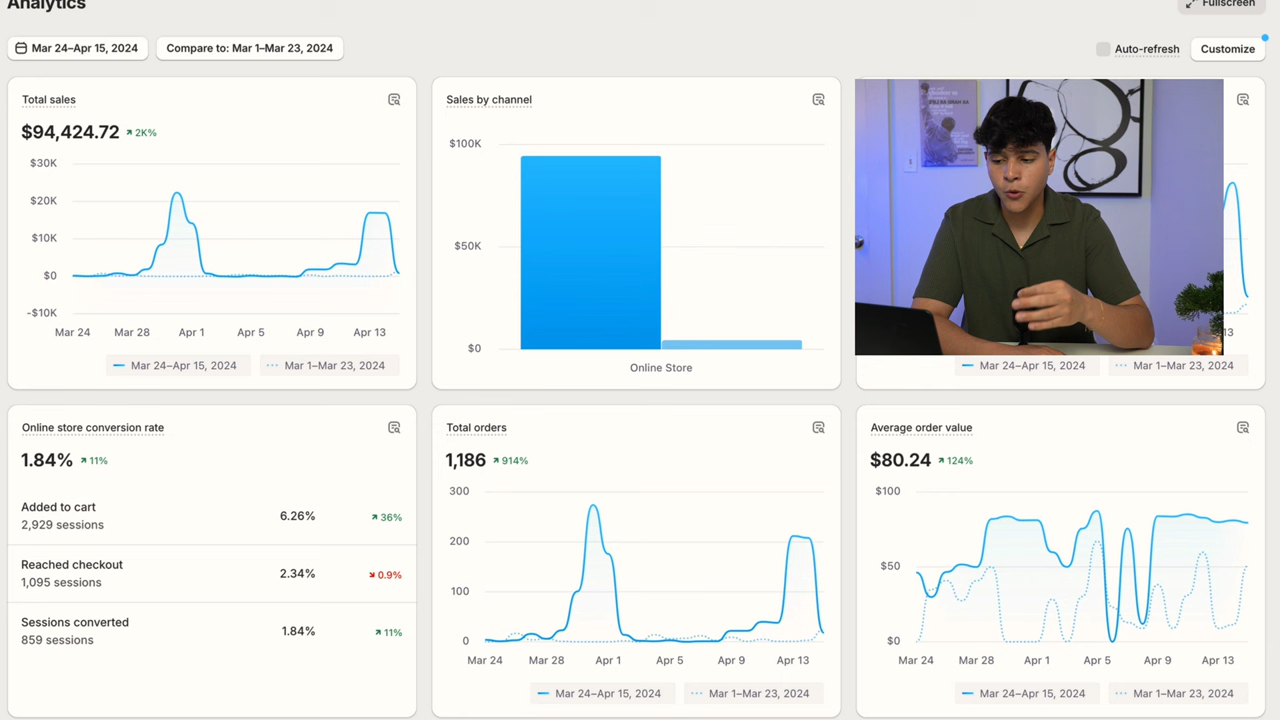 Analytics
Fullscreen
Mar 24–Apr 15, 2024
Compare to: Mar 1–Mar 23, 2024
Auto-refresh
Customize
Total sales
$94,424.72
2K%
$30K
$20K
$10K
$0
-$10K
Mar 24
Mar 28
Apr 1
Apr 5
Apr 9
Apr 13
Mar 24–Apr 15, 2024
Mar 1–Mar 23, 2024
Sales by channel
$100K
$50K
$0
Online Store
13
Mar 24–Apr 15, 2024
Mar 1–Mar 23, 2024
Online store conversion rate
1.84%
11%
Added to cart
2,929 sessions
6.26%
36%
Reached checkout
1,095 sessions
2.34%
0.9%
Sessions converted
859 sessions
1.84%
11%
Total orders
1,186
914%
300
200
100
0
Mar 24
Mar 28
Apr 1
Apr 5
Apr 9
Apr 13
Mar 24–Apr 15, 2024
Mar 1–Mar 23, 2024
Average order value
$80.24
124%
$100
$50
$0
Mar 24
Mar 28
Apr 1
Apr 5
Apr 9
Apr 13
Mar 24–Apr 15, 2024
Mar 1–Mar 23, 2024